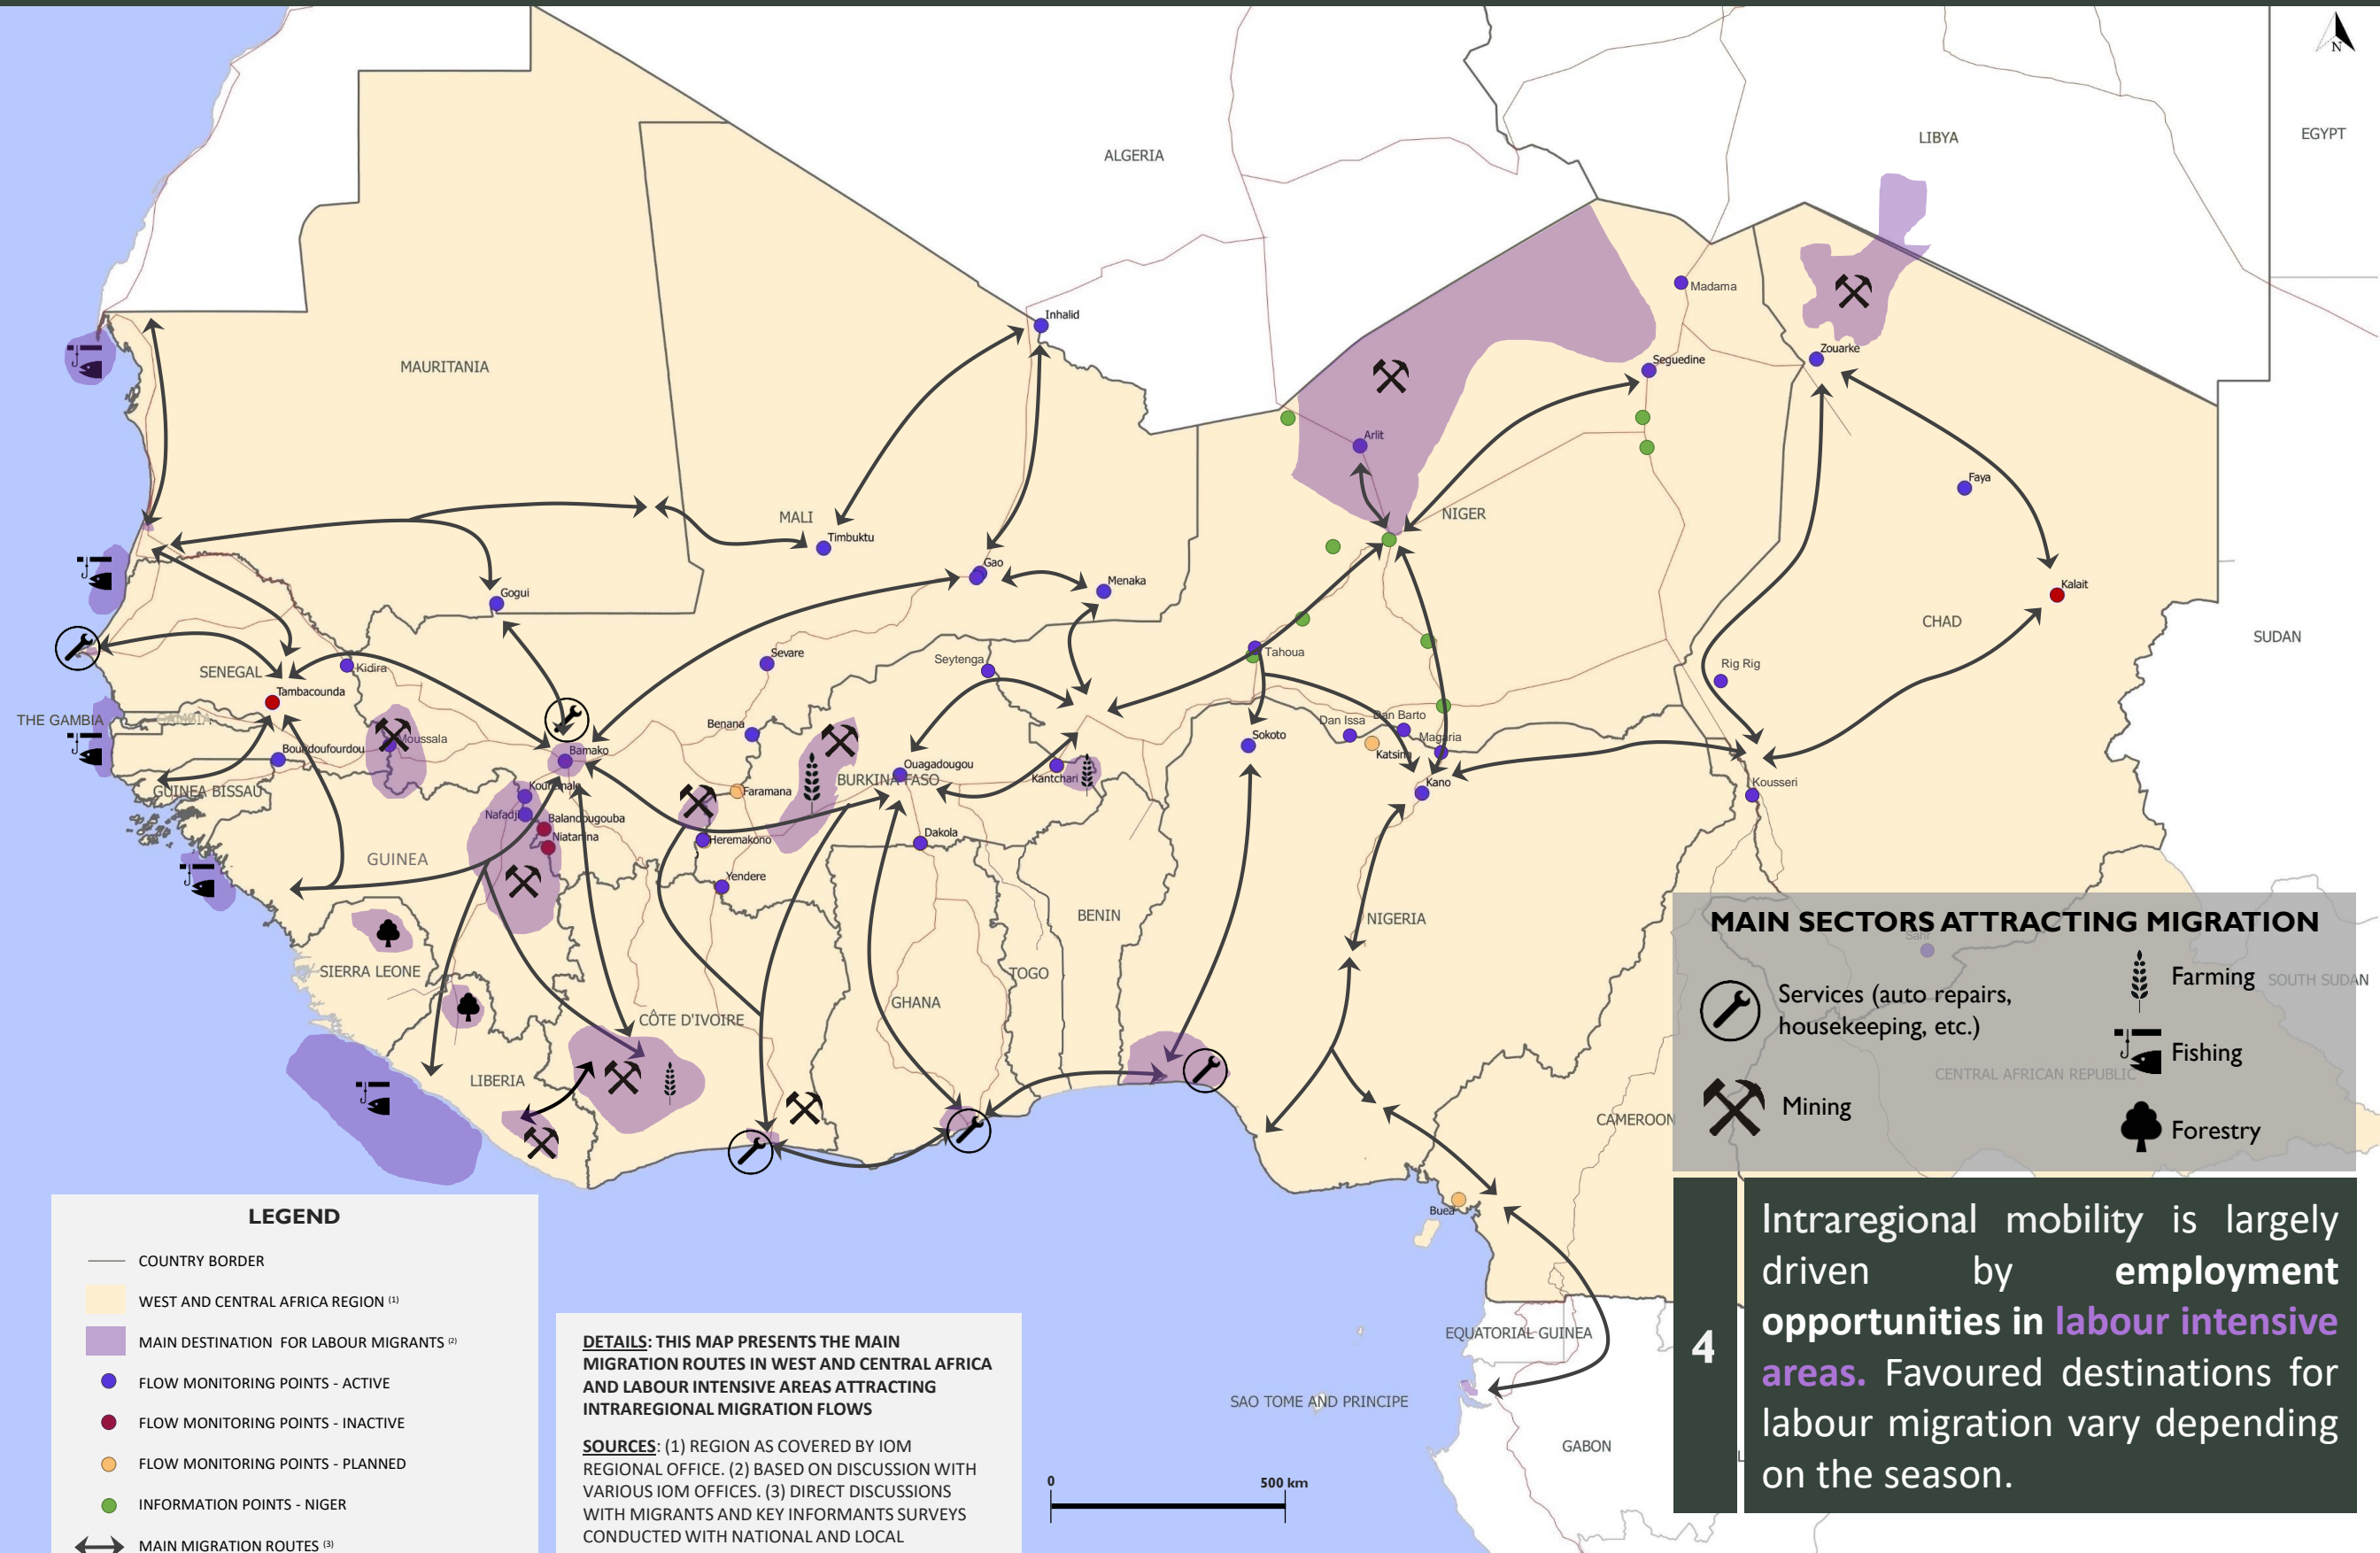 N
ALGERIA
LIBYA
EGYPT
MAURITANIA
Inhalid
Madama
Zouarke
Seguedine
Arlit
NIGER
Faya
MALI
Timbuktu
Gao
Menaka
Kalait
Gogui
CHAD
SUDAN
Sevare
Seytenga
Tahoua
Rig Rig
SENEGAL
Kidira
Tambacounda
THE GAMBIA
GAMBIA
Moussala
Benana
Dan Issa
Dan Barto
Magaria
Katsina
Sokoto
Bamako
Boundoufourdou
Ouagadougou
BURKINA FASO
Kantchari
Kano
Kousseri
GUINEA BISSAU
Kouremale
Faramana
Nafadji
Balandougouba
Niatanina
Heremakono
Dakola
GUINEA
Yendere
BENIN
NIGERIA
SIERRA LEONE
TOGO
GHANA
CÔTE D'IVOIRE
LIBERIA
CAMEROON
Buea
EQUATORIAL GUINEA
SAO TOME AND PRINCIPE
GABON
MAIN SECTORS ATTRACTING MIGRATION
Sarh
SOUTH SUDAN
CENTRAL AFRICAN REPUBLIC
Services (auto repairs,
housekeeping, etc.)
Mining
Farming
Fishing
Forestry
4
Intraregional mobility is largely
driven by employment
opportunities in labour intensive
areas. Favoured destinations for
labour migration vary depending
on the season.
LEGEND
COUNTRY BORDER
WEST AND CENTRAL AFRICA REGION (1)
MAIN DESTINATION FOR LABOUR MIGRANTS (2)
FLOW MONITORING POINTS - ACTIVE
FLOW MONITORING POINTS - INACTIVE
FLOW MONITORING POINTS - PLANNED
INFORMATION POINTS - NIGER
MAIN MIGRATION ROUTES (3)
DETAILS: THIS MAP PRESENTS THE MAIN
MIGRATION ROUTES IN WEST AND CENTRAL AFRICA
AND LABOUR INTENSIVE AREAS ATTRACTING
INTRAREGIONAL MIGRATION FLOWS
SOURCES: (1) REGION AS COVERED BY IOM
REGIONAL OFFICE. (2) BASED ON DISCUSSION WITH
VARIOUS IOM OFFICES. (3) DIRECT DISCUSSIONS
WITH MIGRANTS AND KEY INFORMANTS SURVEYS
CONDUCTED WITH NATIONAL AND LOCAL
0
500 km